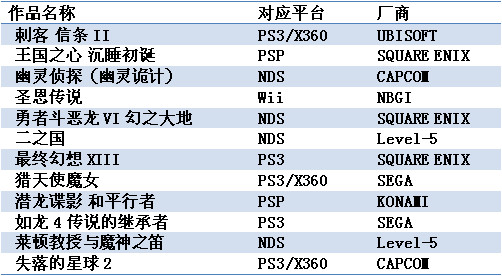 作品名称 对应平台 厂商
刺客 信条 II PS3/X360 UBISOFT
王国之心 沉睡初诞 PSP SQUARE ENIX
幽灵侦探（幽灵诡计） NDS CAPCOM
圣恩传说 Wii NBGI
勇者斗恶龙 VI 幻之大地 NDS SQUARE ENIX
二之国 NDS Level-5
最终幻想 XIII PS3 SQUARE ENIX
猎天使魔女 PS3/X360 SEGA
潜龙谍影 和平行者 PSP KONAMI
如龙 4 传说的继承者 PS3 SEGA
莱顿教授与魔神之笛 NDS Level-5
失落的星球 2 PS3/X360 CAPCOM